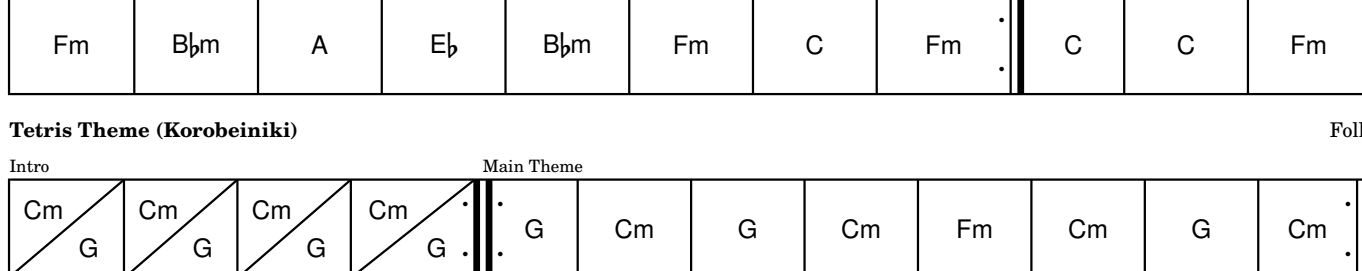 Fm B♭m A E♭ B♭m Fm C Fm C C Fm
Tetris Theme (Korobeiniki) Foll
Intro Main Theme
Cm G Cm G Cm G Cm G G Cm G Cm Fm Cm G Cm